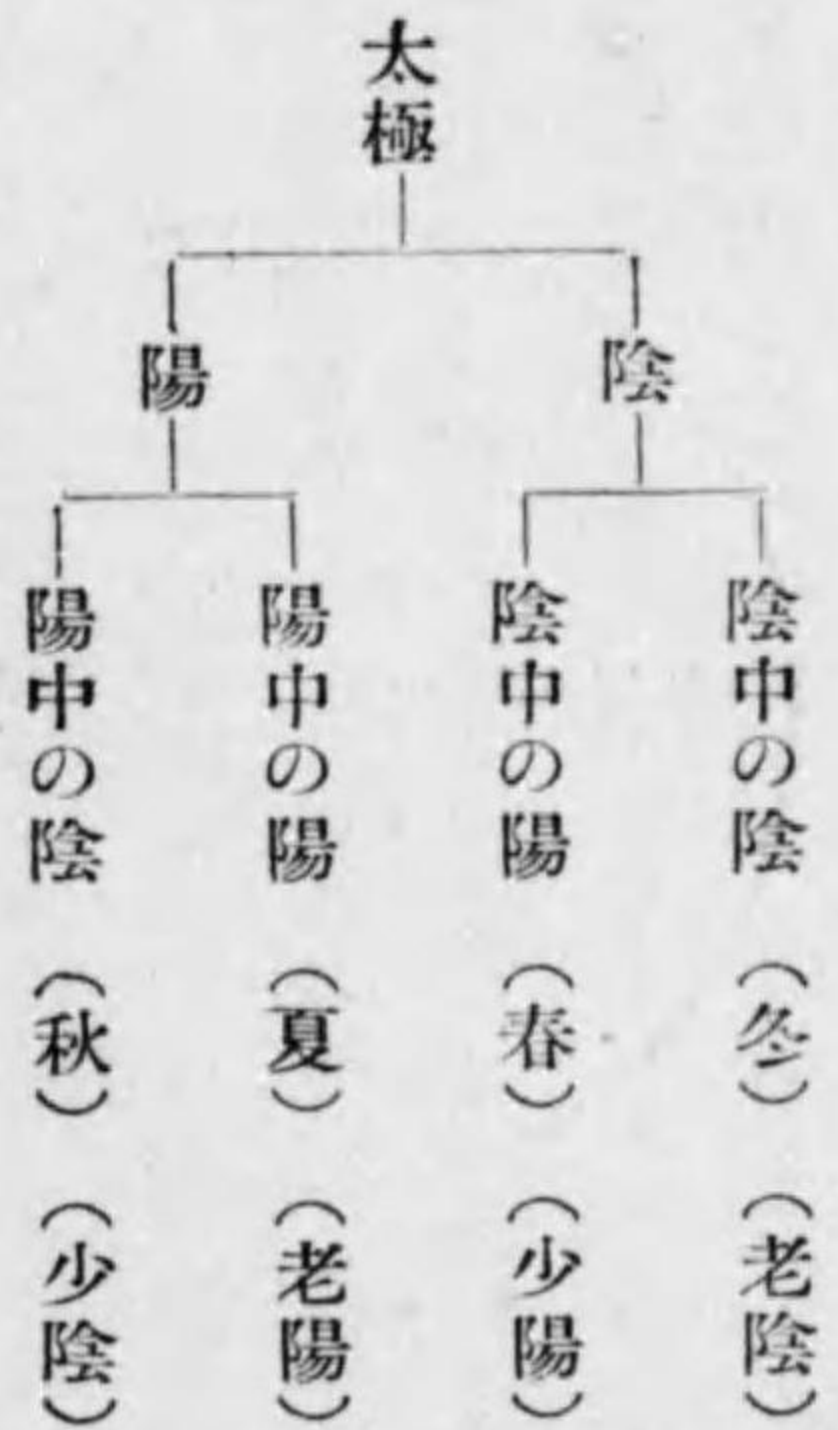 太極
陰
陽
陰中の陰 (冬) (老陰)
陰中の陽 (春) (少陽)
陽中の陽 (夏) (老陽)
陽中の陰 (秋) (少陰)